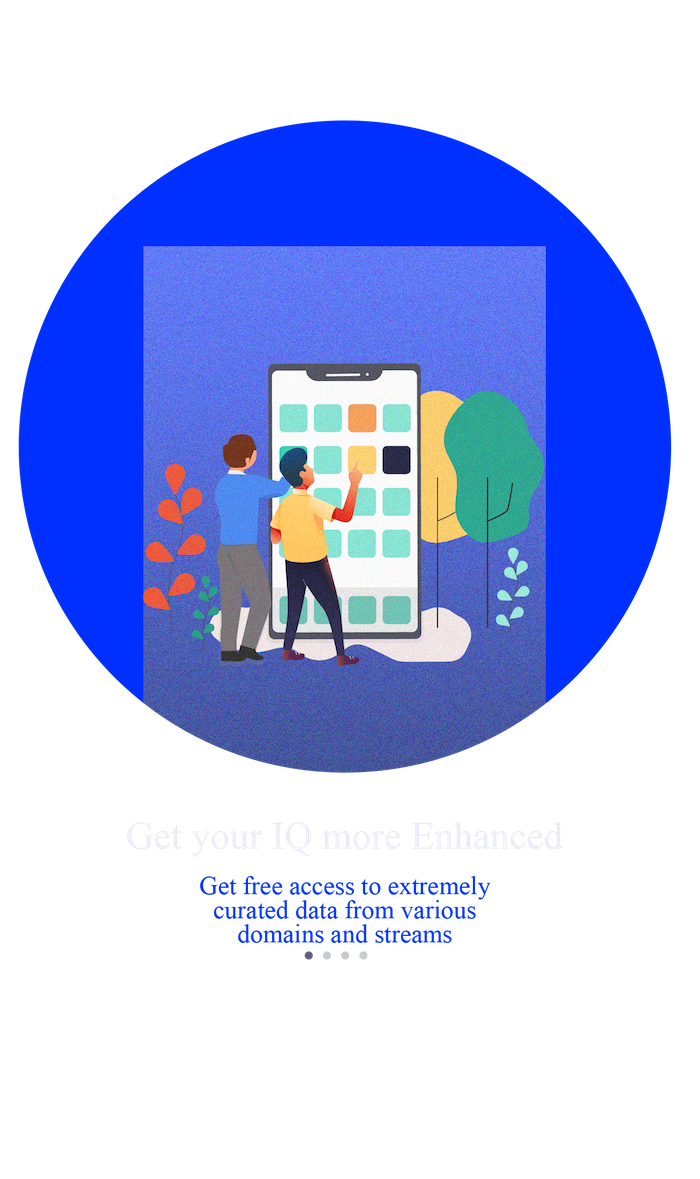 Get your IQ more Enhanced
Get free access to extremely
curated data from various
domains and streams